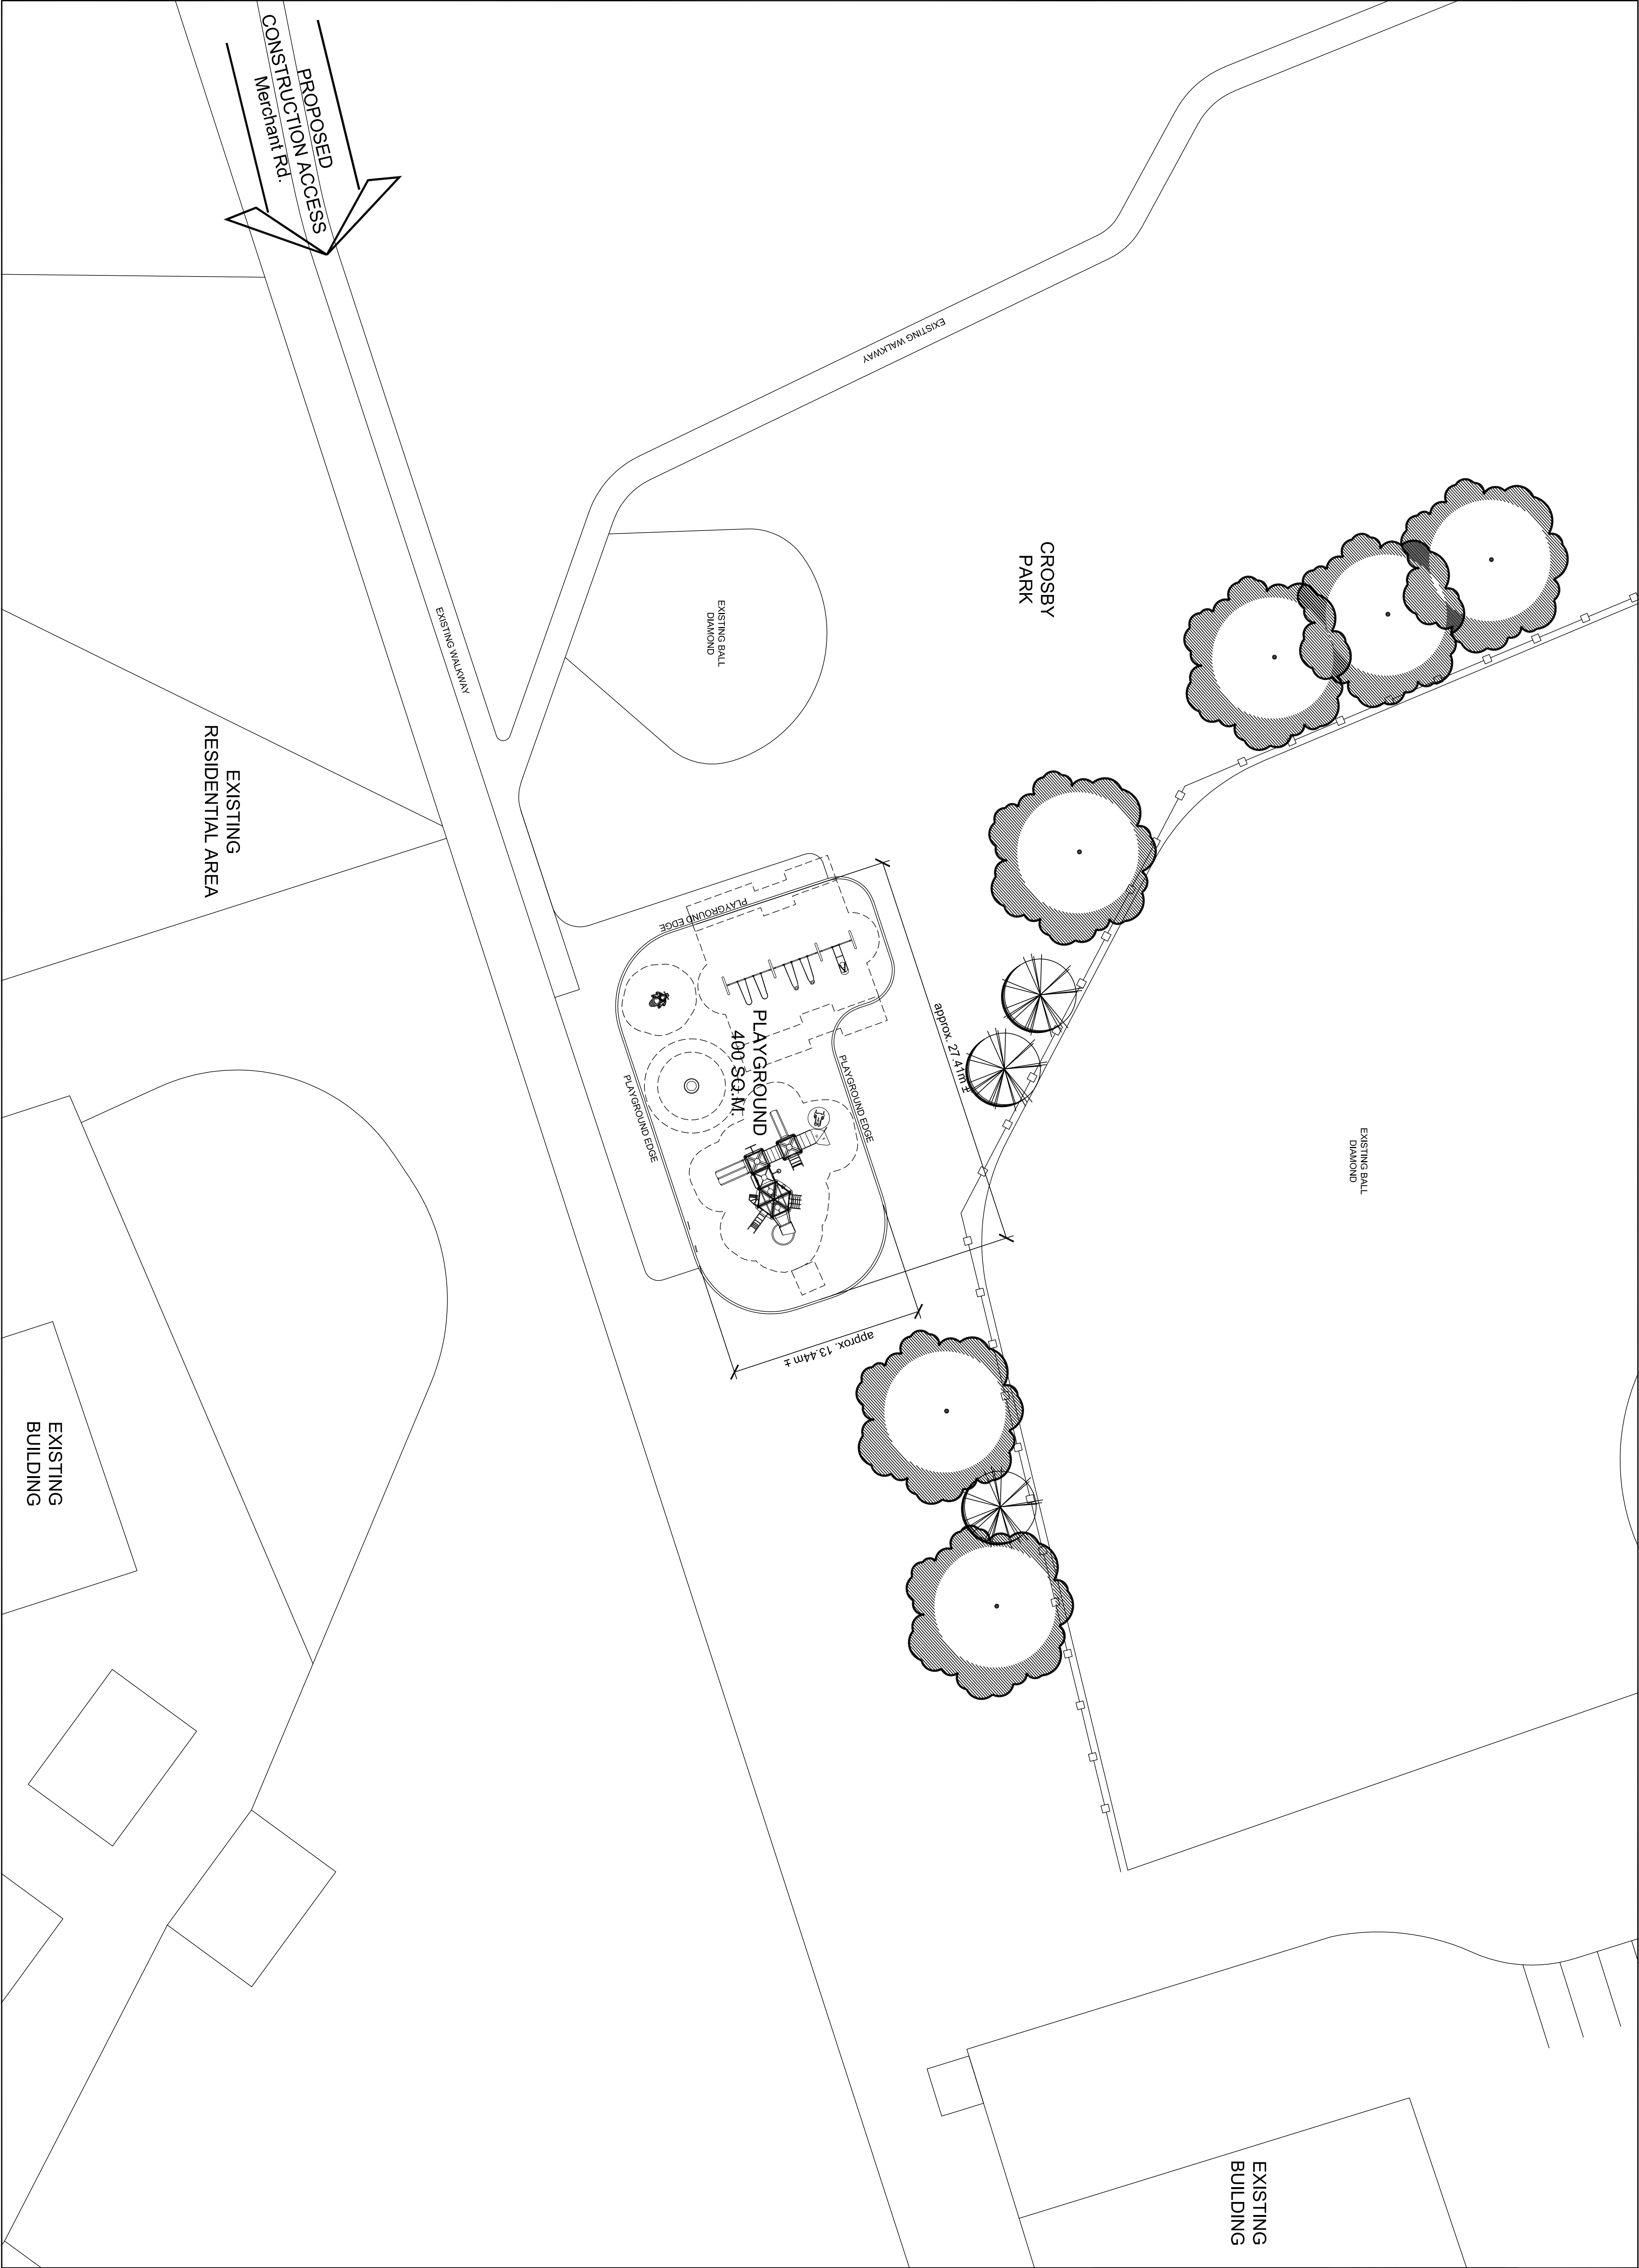 PROPOSED
CONSTRUCTION ACCESS
Merchant Rd.
EXISTING WALKWAY
CROSBY
PARK
EXISTING BALL
DIAMOND
EXISTING WALKWAY
EXISTING
RESIDENTIAL AREA
PLAYGROUND EDGE
PLAYGROUND
400 SQ.M.
PLAYGROUND EDGE
PLAYGROUND EDGE
approx. 27.41m ±
approx. 13.44m ±
EXISTING BALL
DIAMOND
EXISTING
BUILDING
EXISTING
BUILDING